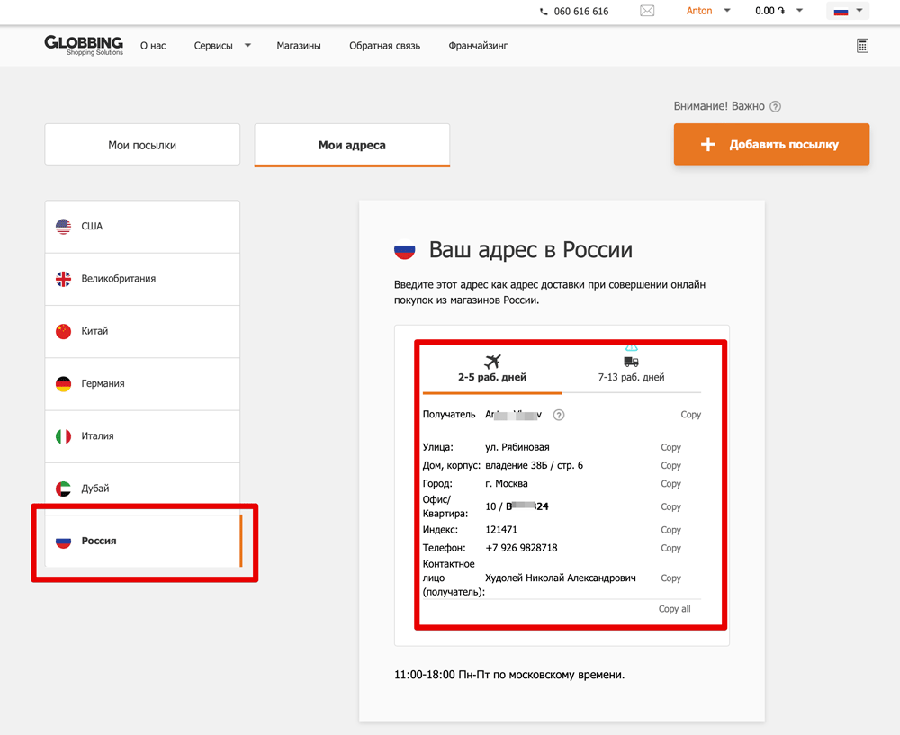 060 616 616
Anton
0.00 ֏
GLOBBING
Shopping Solutions
О нас
Сервисы
Магазины
Обратная связь
Франчайзинг
Внимание! Важно
Мои посылки
Мои адреса
+ Добавить посылку
США
Великобритания
Китай
Германия
Италия
Дубай
Россия
Ваш адрес в России
Введите этот адрес как адрес доставки при совершении онлайн
покупок из магазинов России.
2-5 раб. дней
7-13 раб. дней
Получатель
Copy
Улица: ул. Рябиновая Copy
Дом, корпус: владение 38Б / стр. 6 Copy
Город: г. Москва Copy
Офис/
Квартира: 10 / 24 Copy
Индекс: 121471 Copy
Телефон: +7 926 9828718 Copy
Контактное
лицо Худолей Николай Александрович Copy
(получатель):
Copy all
11:00-18:00 Пн-Пт по московскому времени.